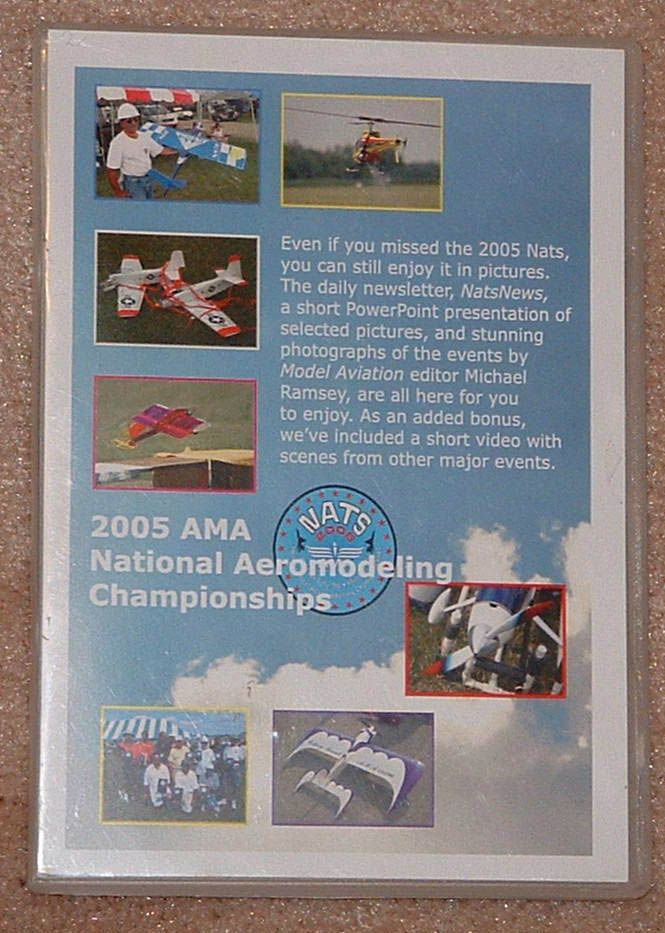 Even if you missed the 2005 Nats,
you can still enjoy it in pictures.
The daily newsletter, NatsNews,
a short PowerPoint presentation of
selected pictures, and stunning
photographs of the events by
Model Aviation editor Michael
Ramsey, are all here for you
to enjoy. As an added bonus,
we've included a short video with
scenes from other major events.
NATS
2005
2005 AMA
National Aeromodeling
Championships